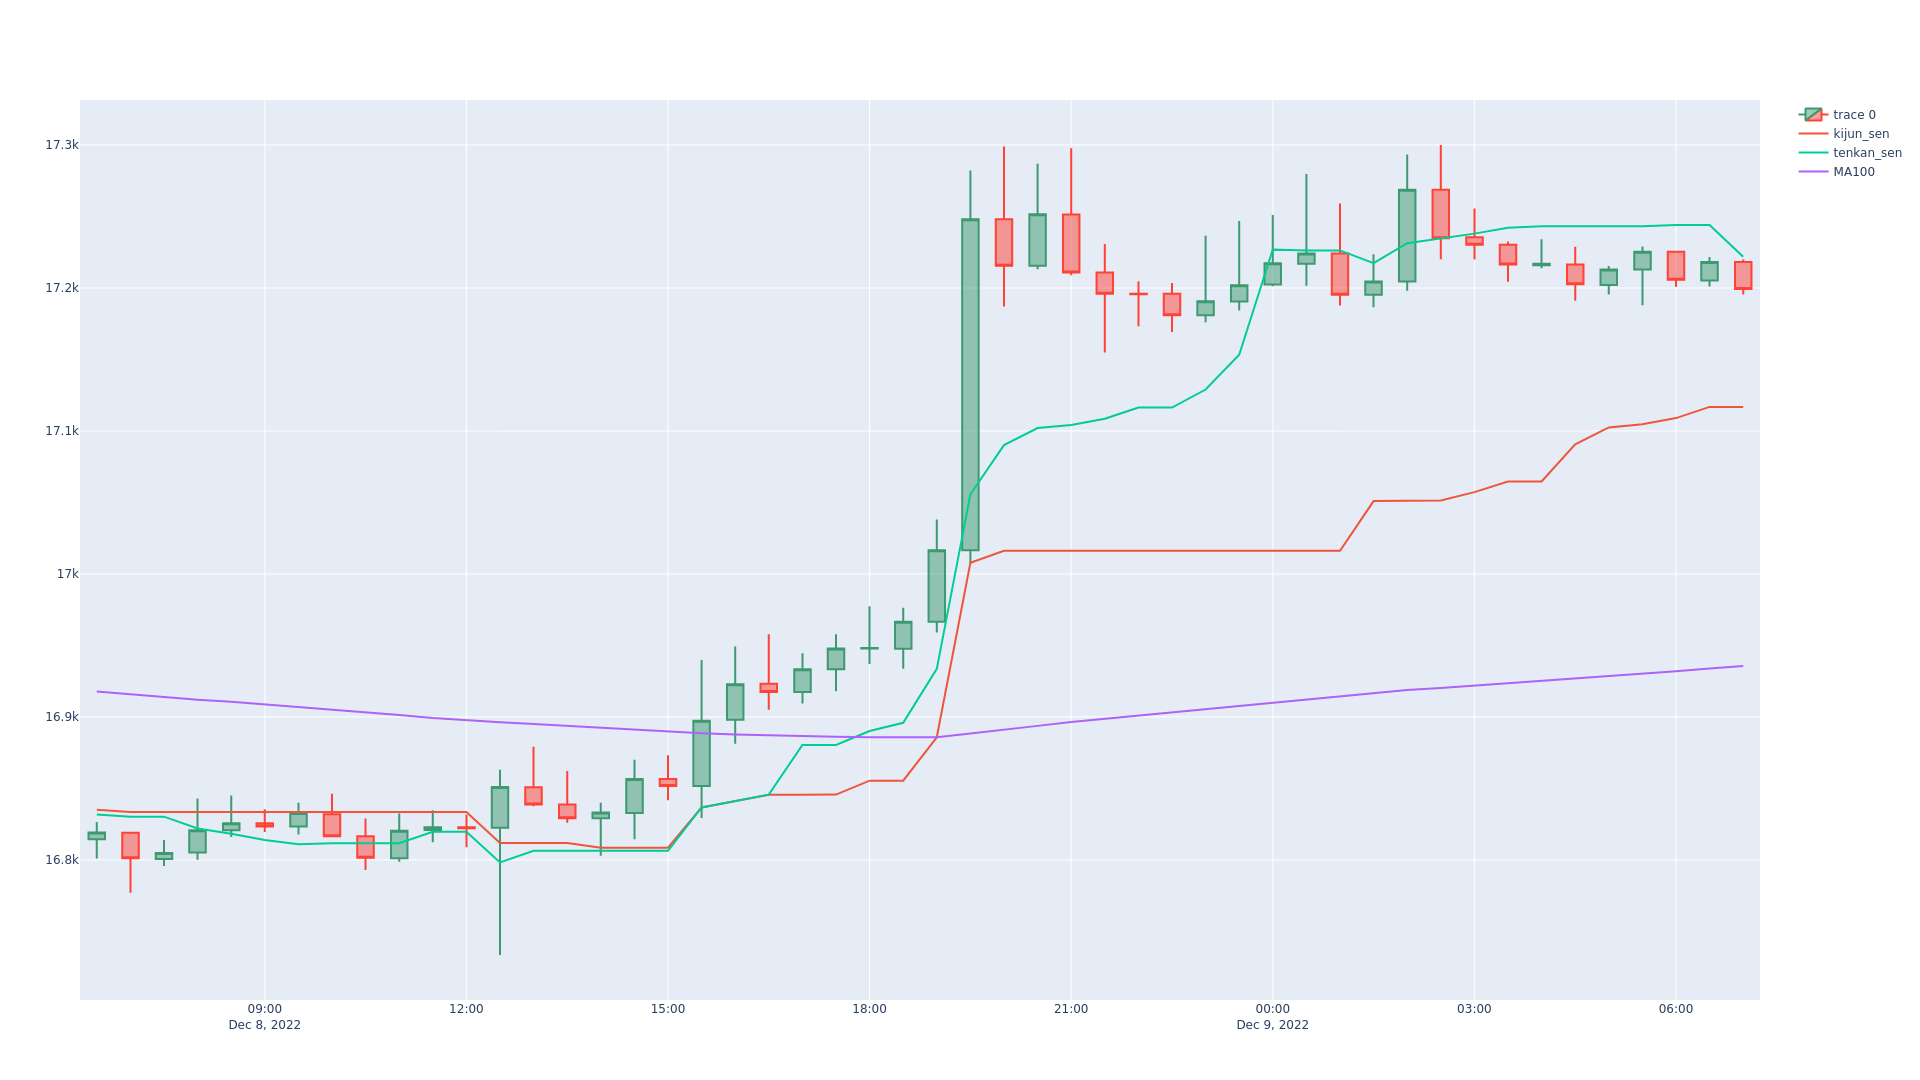 trace 0
kijun_sen
tenkan_sen
MA100
17.3k
17.2k
17.1k
17k
16.9k
16.8k
09:00 12:00 15:00 18:00 21:00 00:00 03:00 06:00
Dec 8, 2022 Dec 9, 2022